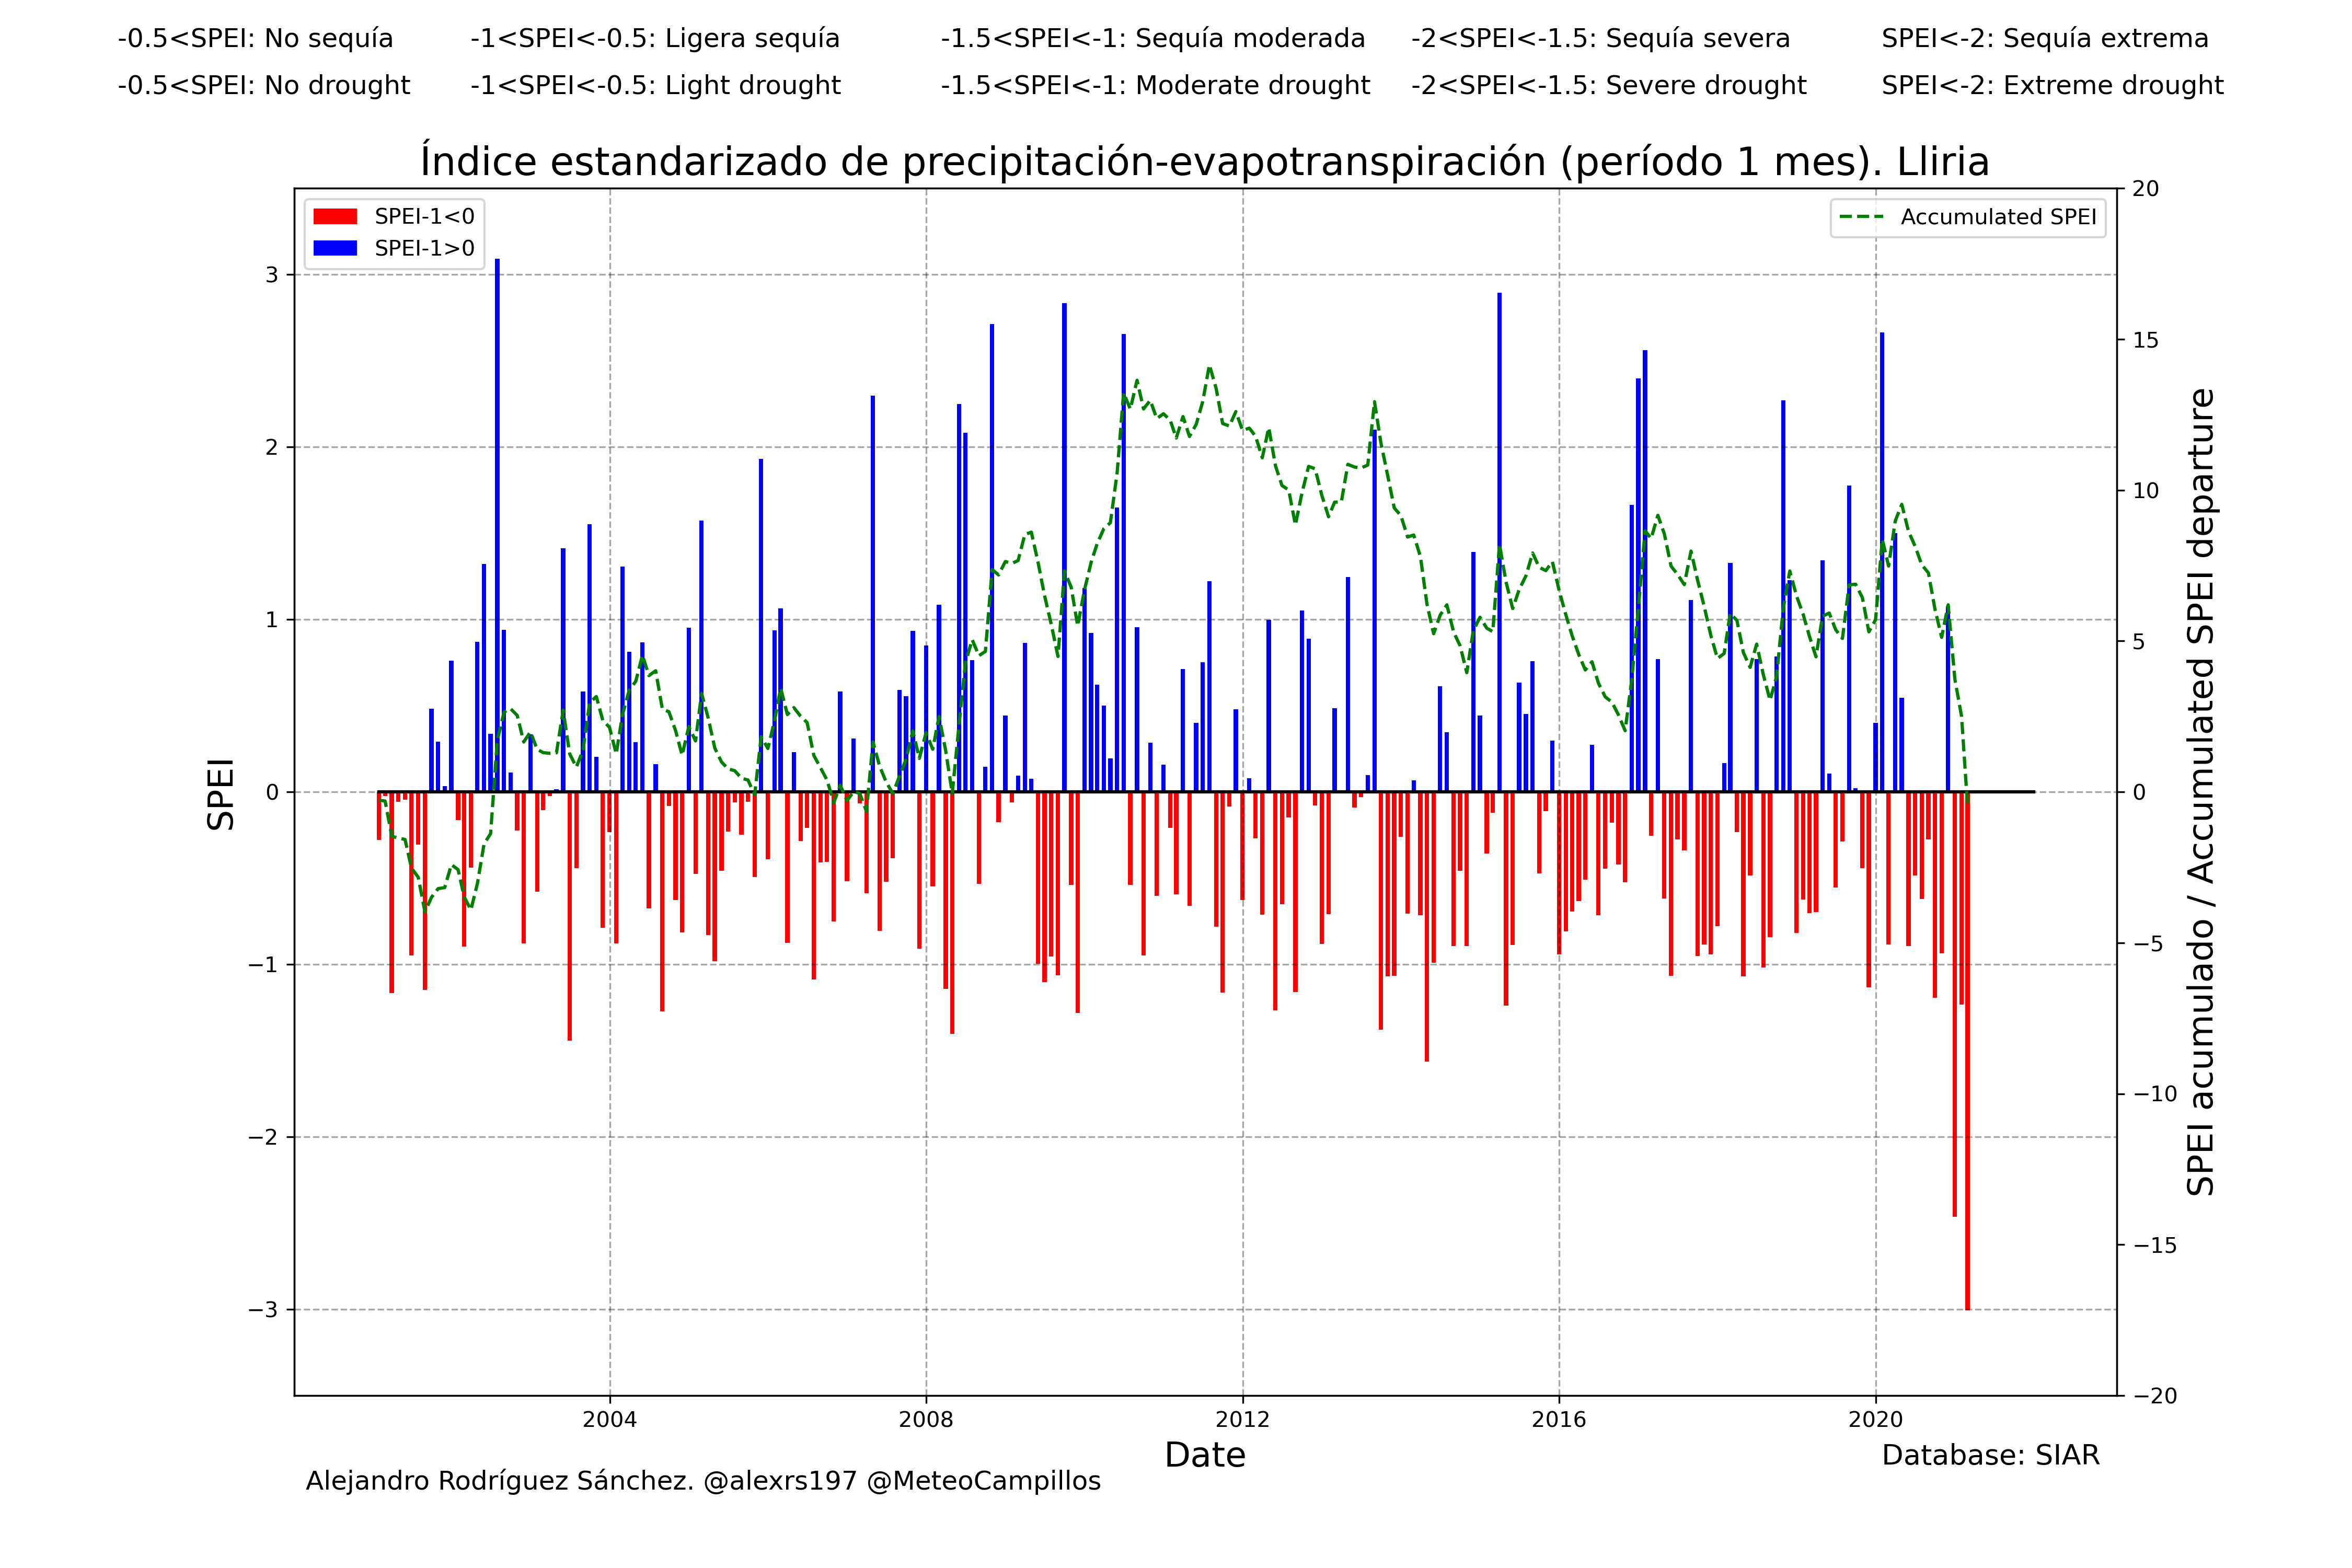 -0.5<SPEI: No sequía -1<SPEI<-0.5: Ligera sequía -1.5<SPEI<-1: Sequía moderada -2<SPEI<-1.5: Sequía severa SPEI<-2: Sequía extrema
-0.5<SPEI: No drought -1<SPEI<-0.5: Light drought -1.5<SPEI<-1: Moderate drought -2<SPEI<-1.5: Severe drought SPEI<-2: Extreme drought
Índice estandarizado de precipitación-evapotranspiración (período 1 mes). Lliria
SPEI-1<0
SPEI-1>0
Accumulated SPEI
SPEI
3
2
1
0
−1
−2
−3
20
15
10
5
0
−5
−10
−15
−20
SPEI acumulado / Accumulated SPEI departure
2004 2008 2012 2016 2020
Date
Database: SIAR
Alejandro Rodríguez Sánchez. @alexrs197 @MeteoCampillos